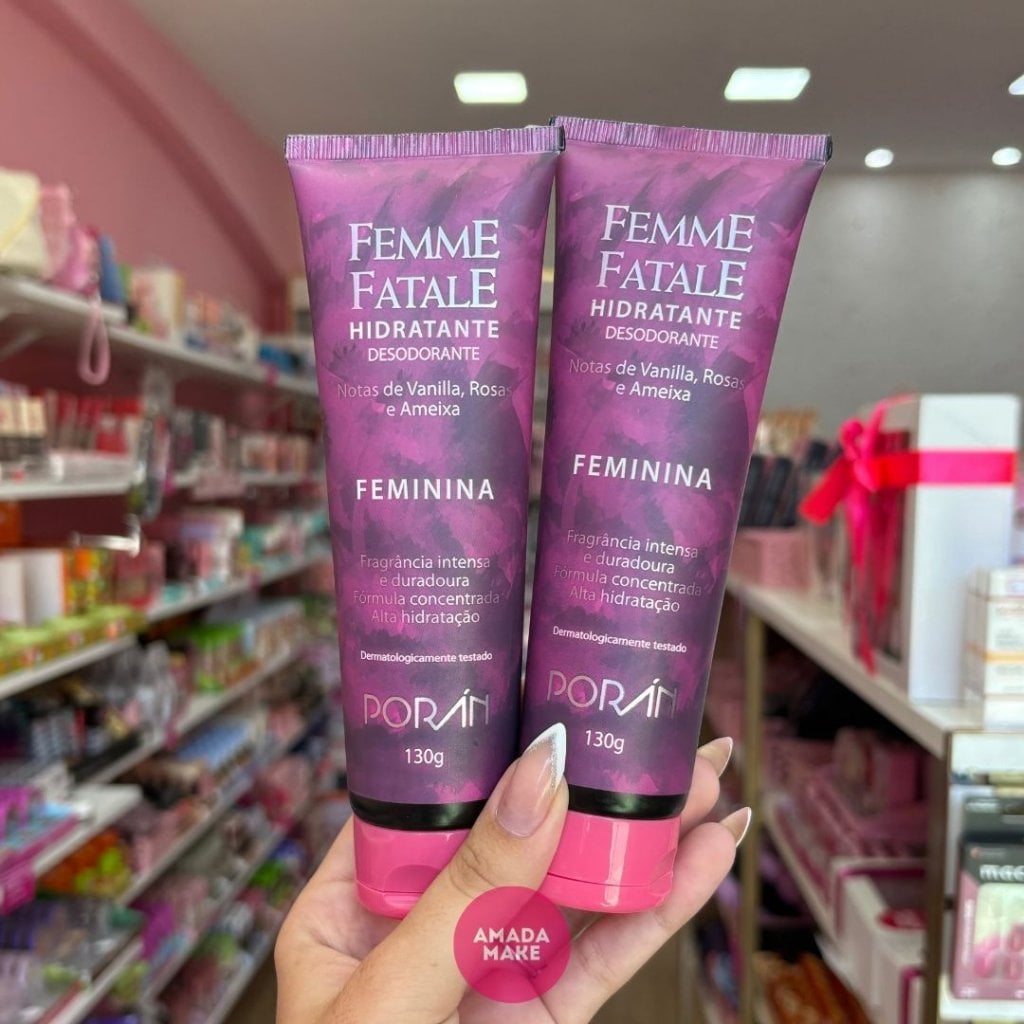 FEMME
FATALE
HIDRATANTE
DESODORANTE
Notas de Vanilla, Rosas
e Ameixa
FEMININA
Fragrância intensa
e duradoura
Fórmula concentrada
Alta hidratação
Dermatologicamente testado
PORÁN
130g
FEMME
FATALE
HIDRATANTE
DESODORANTE
Notas de Vanilla, Rosas
e Ameixa
FEMININA
Fragrância intensa
e duradoura
Fórmula concentrada
Alta hidratação
Dermatologicamente testado
PORÁN
130g
AMADA
MAKE